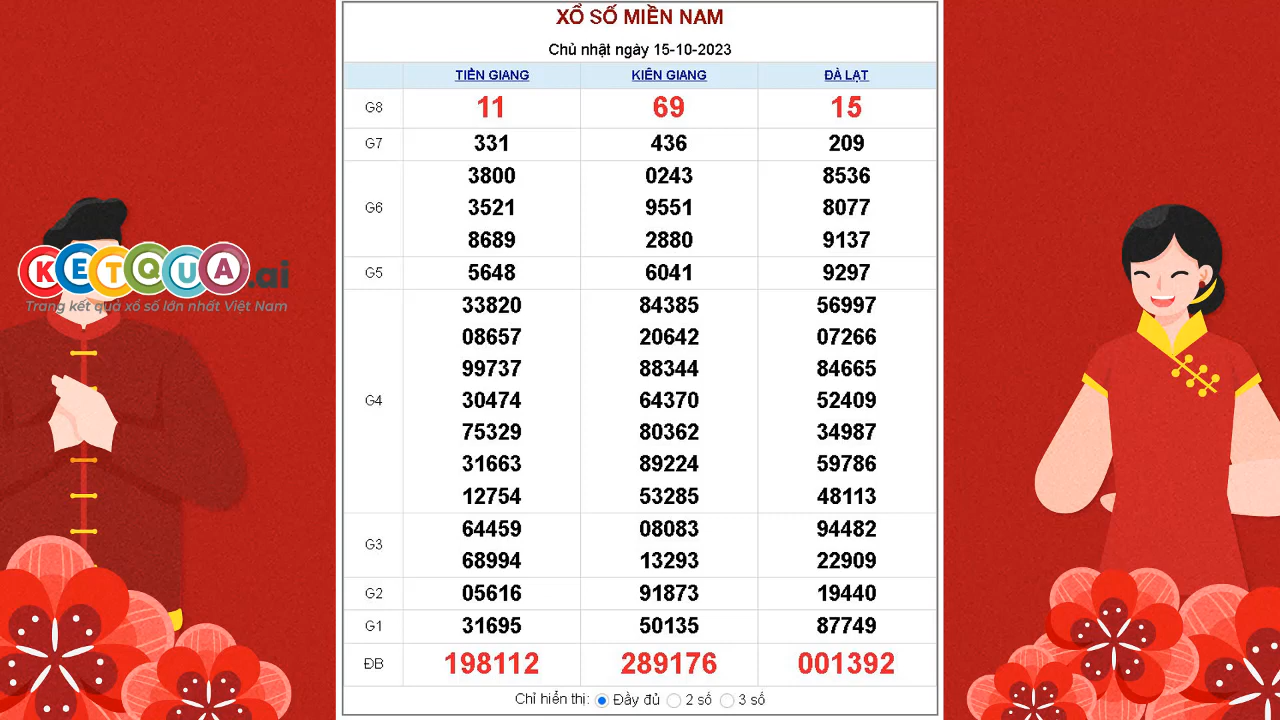 XỔ SỐ MIỀN NAM
Chủ nhật ngày 15-10-2023
TIỀN GIANG KIÊN GIANG ĐÀ LẠT
G8 11 69 15
G7 331 436 209
3800 0243 8536
G6 3521 9551 8077
8689 2880 9137
G5 5648 6041 9297
33820 84385 56997
08657 20642 07266
99737 88344 84665
G4 30474 64370 52409
75329 80362 34987
31663 89224 59786
12754 53285 48113
G3 64459 08083 94482
68994 13293 22909
G2 05616 91873 19440
G1 31695 50135 87749
ĐB 198112 289176 001392
Chỉ hiển thị: Đầy đủ 2 số 3 số
KETQUA.ai
Trang kết quả xổ số lớn nhất Việt Nam